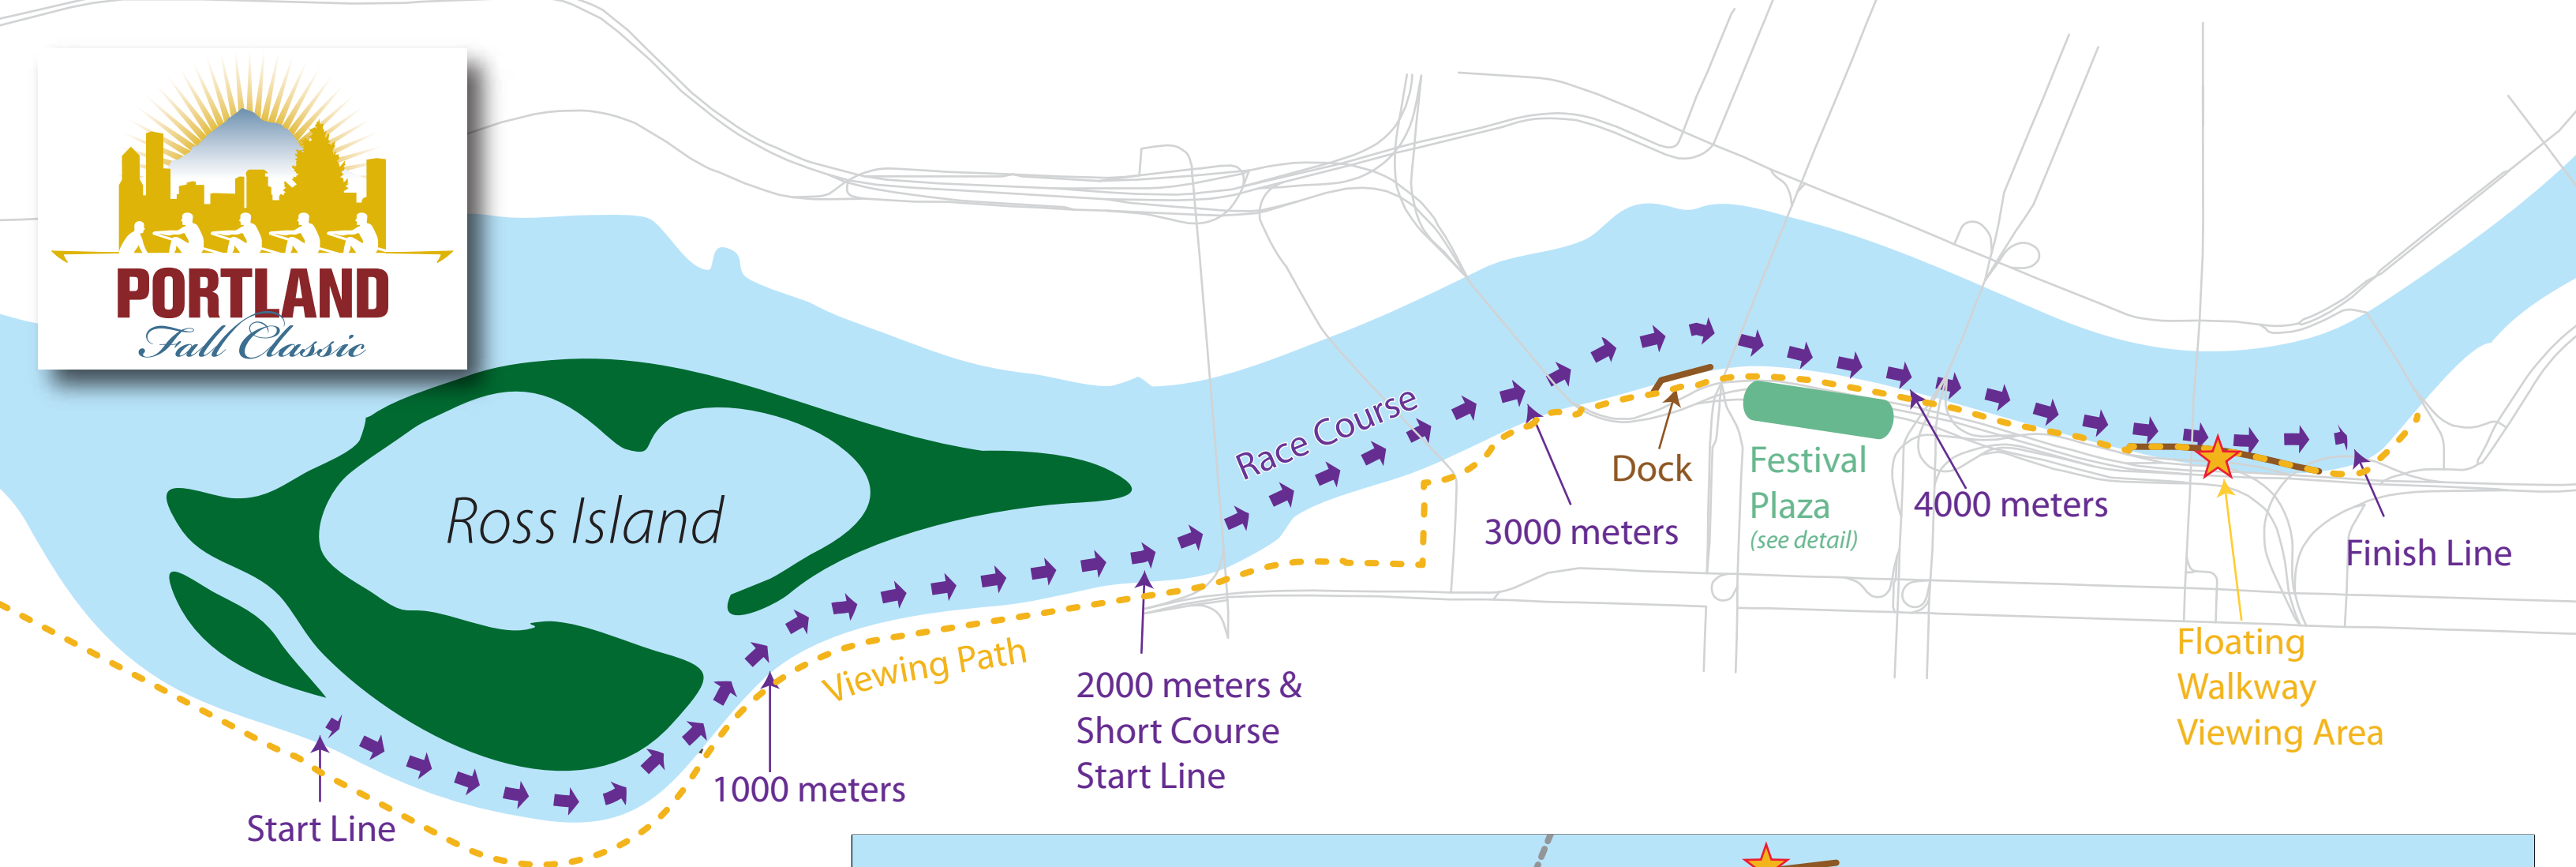 PORTLAND
Fall Classic
Ross Island
Race Course
Viewing Path
Start Line
1000 meters
2000 meters &
Short Course
Start Line
3000 meters
Dock
Festival
Plaza
(see detail)
4000 meters
Finish Line
Floating
Walkway
Viewing Area